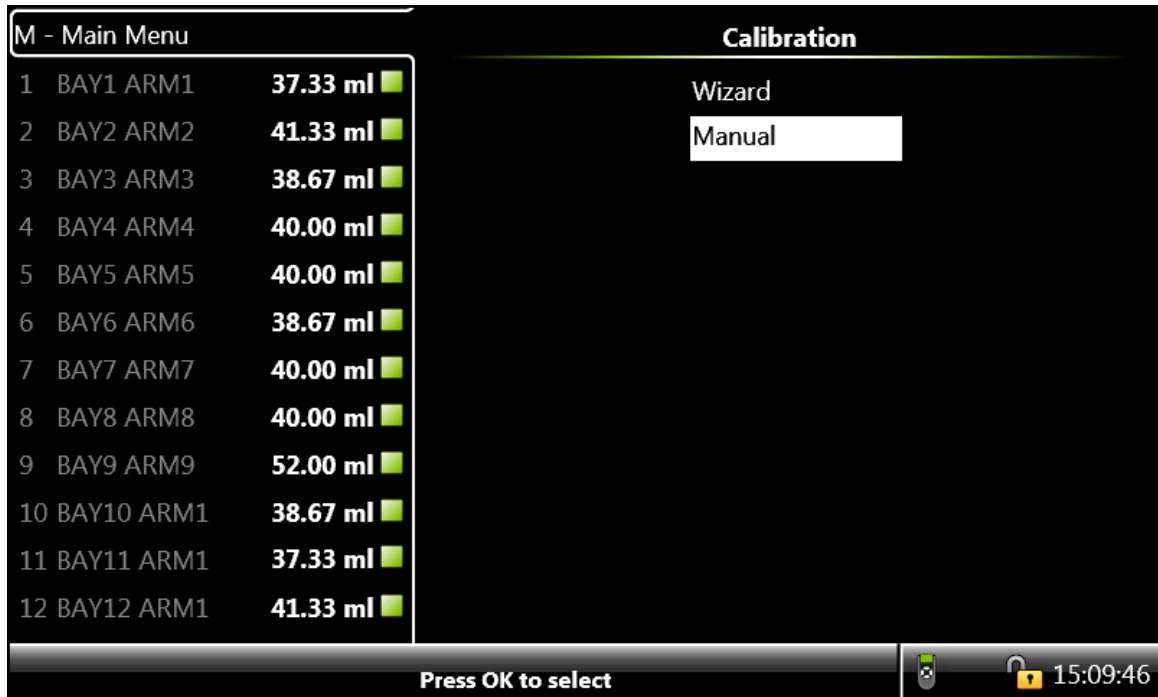 M - Main Menu
1 BAY1 ARM1 37.33 ml
2 BAY2 ARM2 41.33 ml
3 BAY3 ARM3 38.67 ml
4 BAY4 ARM4 40.00 ml
5 BAY5 ARM5 40.00 ml
6 BAY6 ARM6 38.67 ml
7 BAY7 ARM7 40.00 ml
8 BAY8 ARM8 40.00 ml
9 BAY9 ARM9 52.00 ml
10 BAY10 ARM1 38.67 ml
11 BAY11 ARM1 37.33 ml
12 BAY12 ARM1 41.33 ml
Calibration
Wizard
Manual
Press OK to select
15:09:46